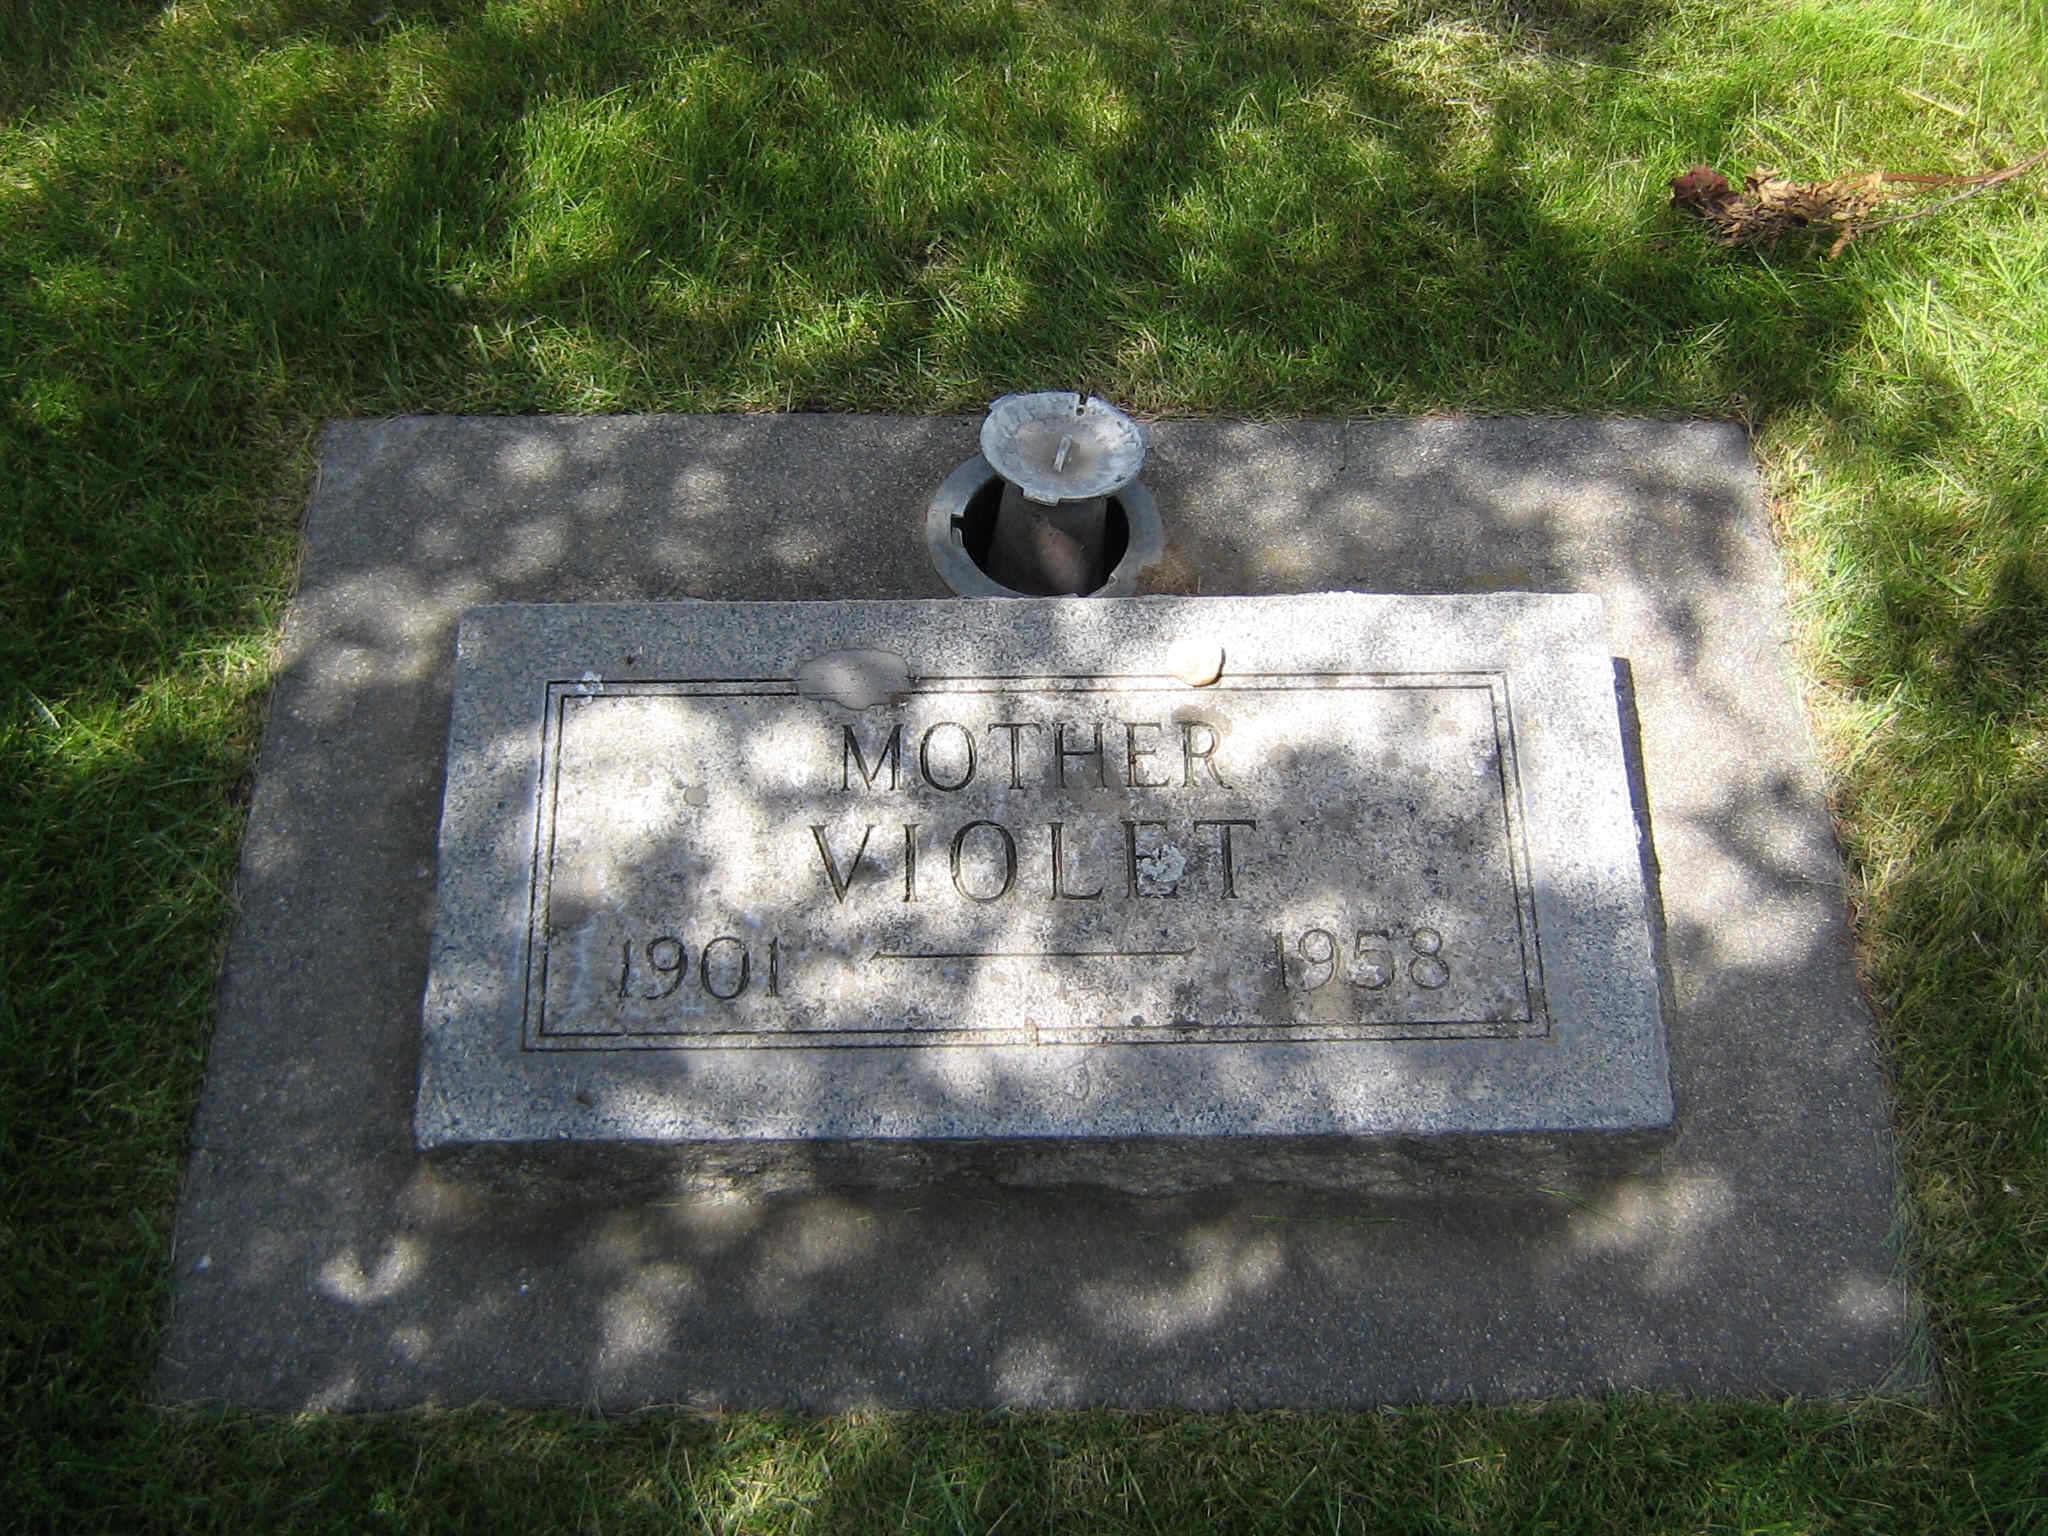 MOTHER
VIOLET
1901 — 1958